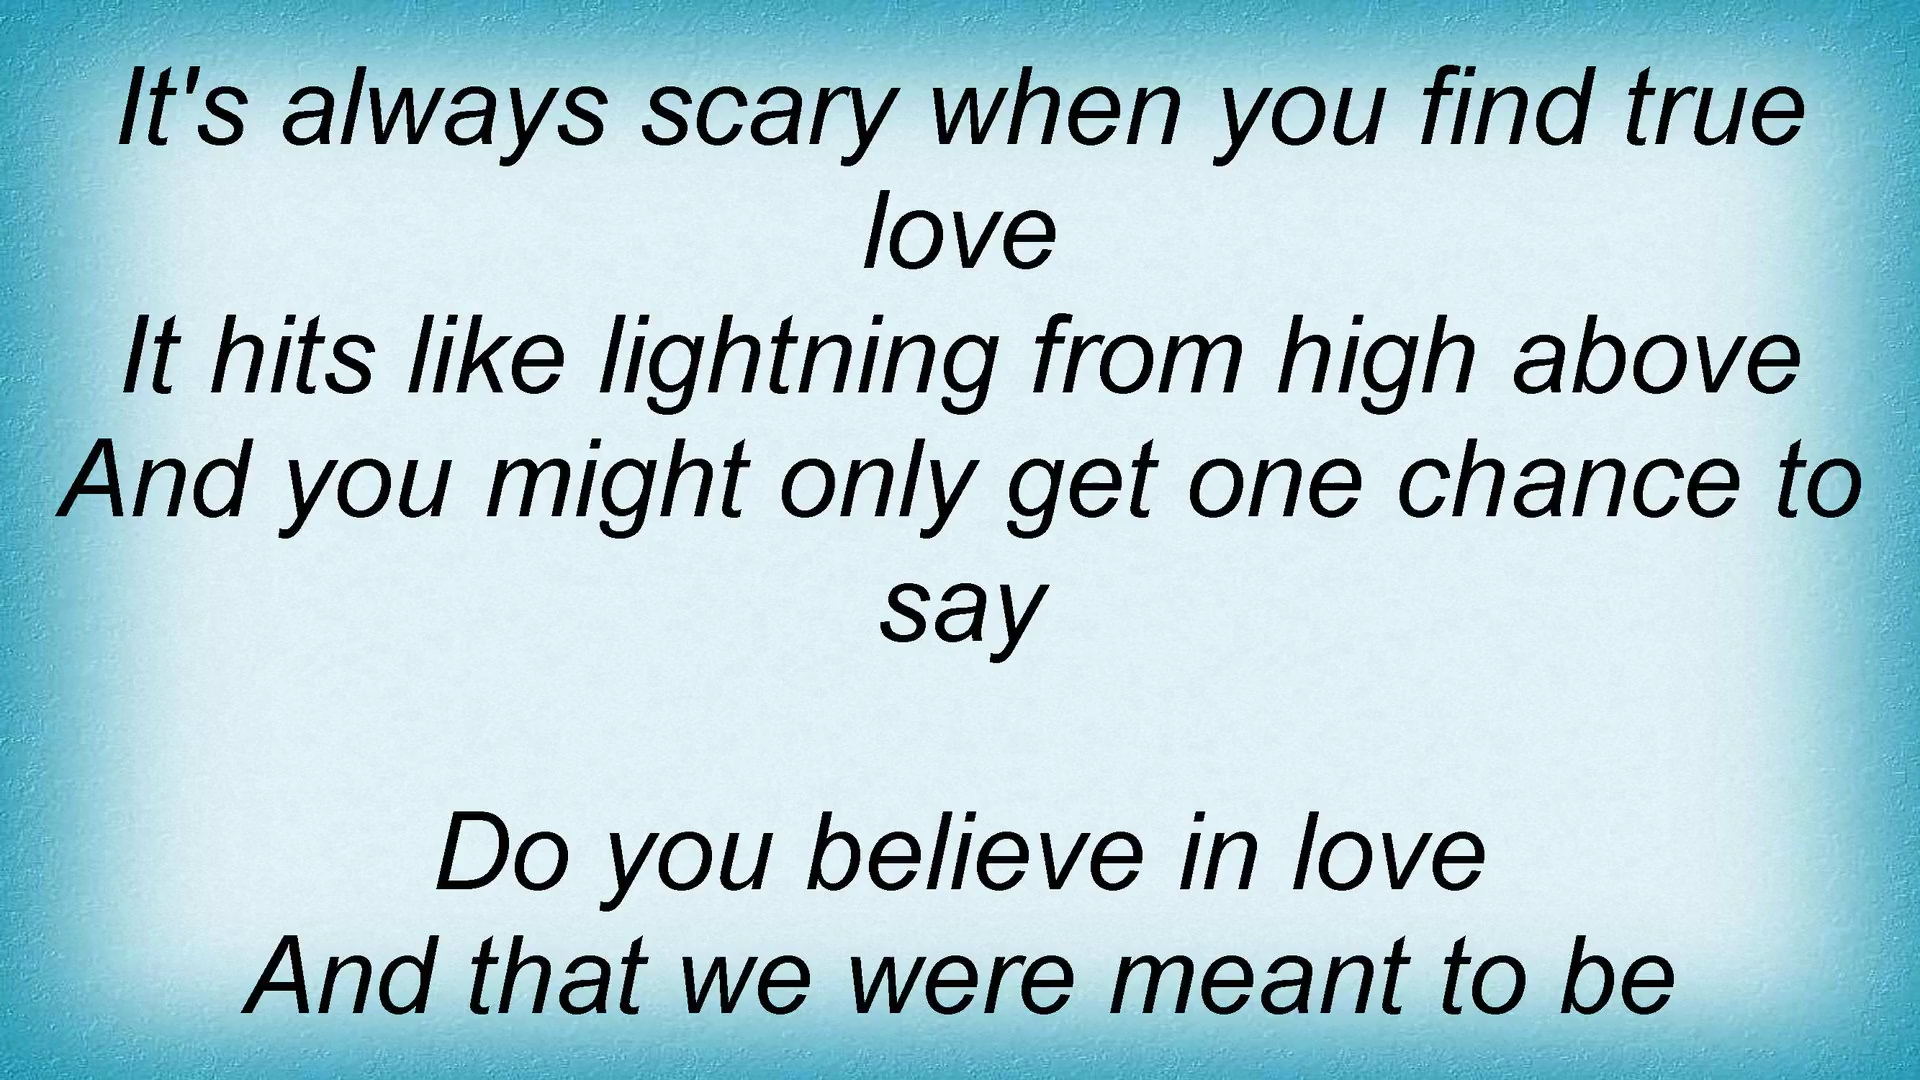 It's always scary when you find true
love
It hits like lightning from high above
And you might only get one chance to
say
Do you believe in love
And that we were meant to be